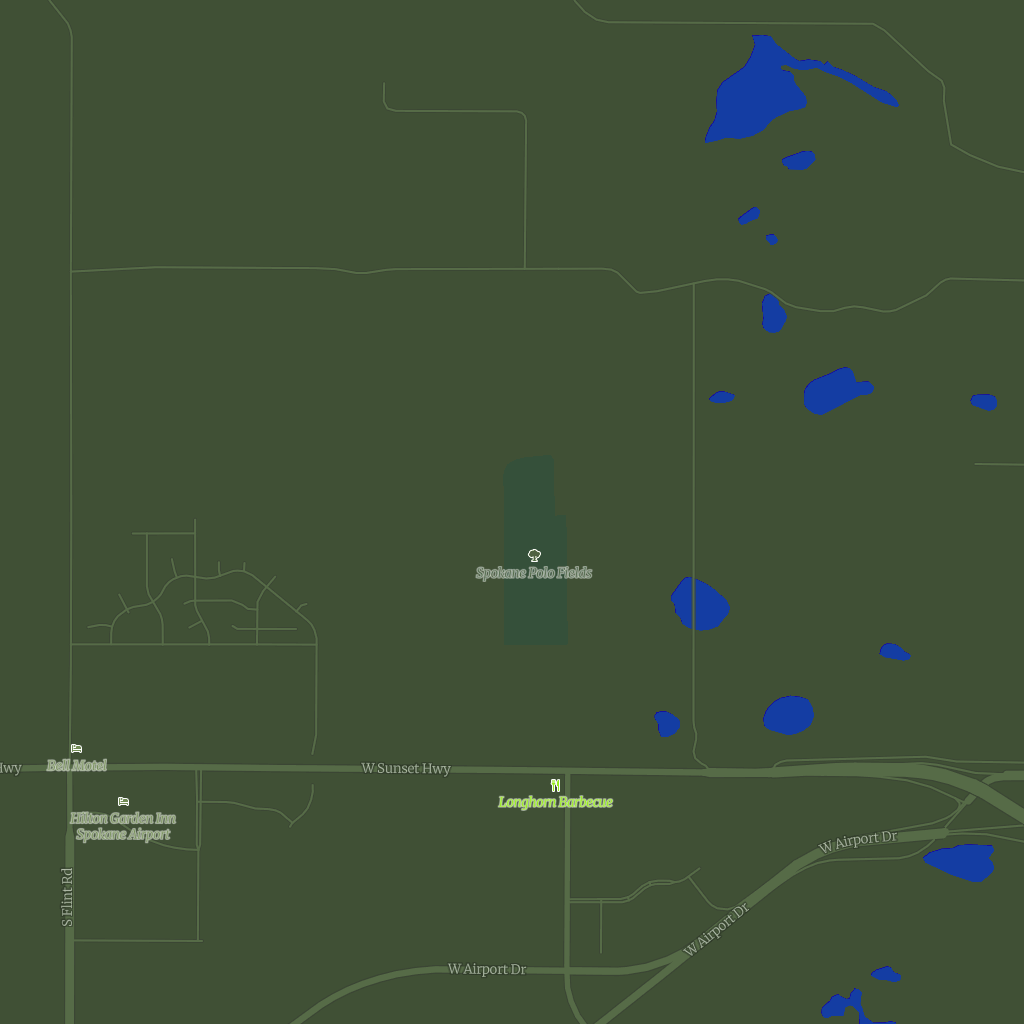 Spokane Polo Fields
Hwy
Bell Motel
W Sunset Hwy
Longhorn Barbecue
Hilton Garden Inn
Spokane Airport
W Airport Dr
S Flint Rd
W Airport Dr
W Airport Dr